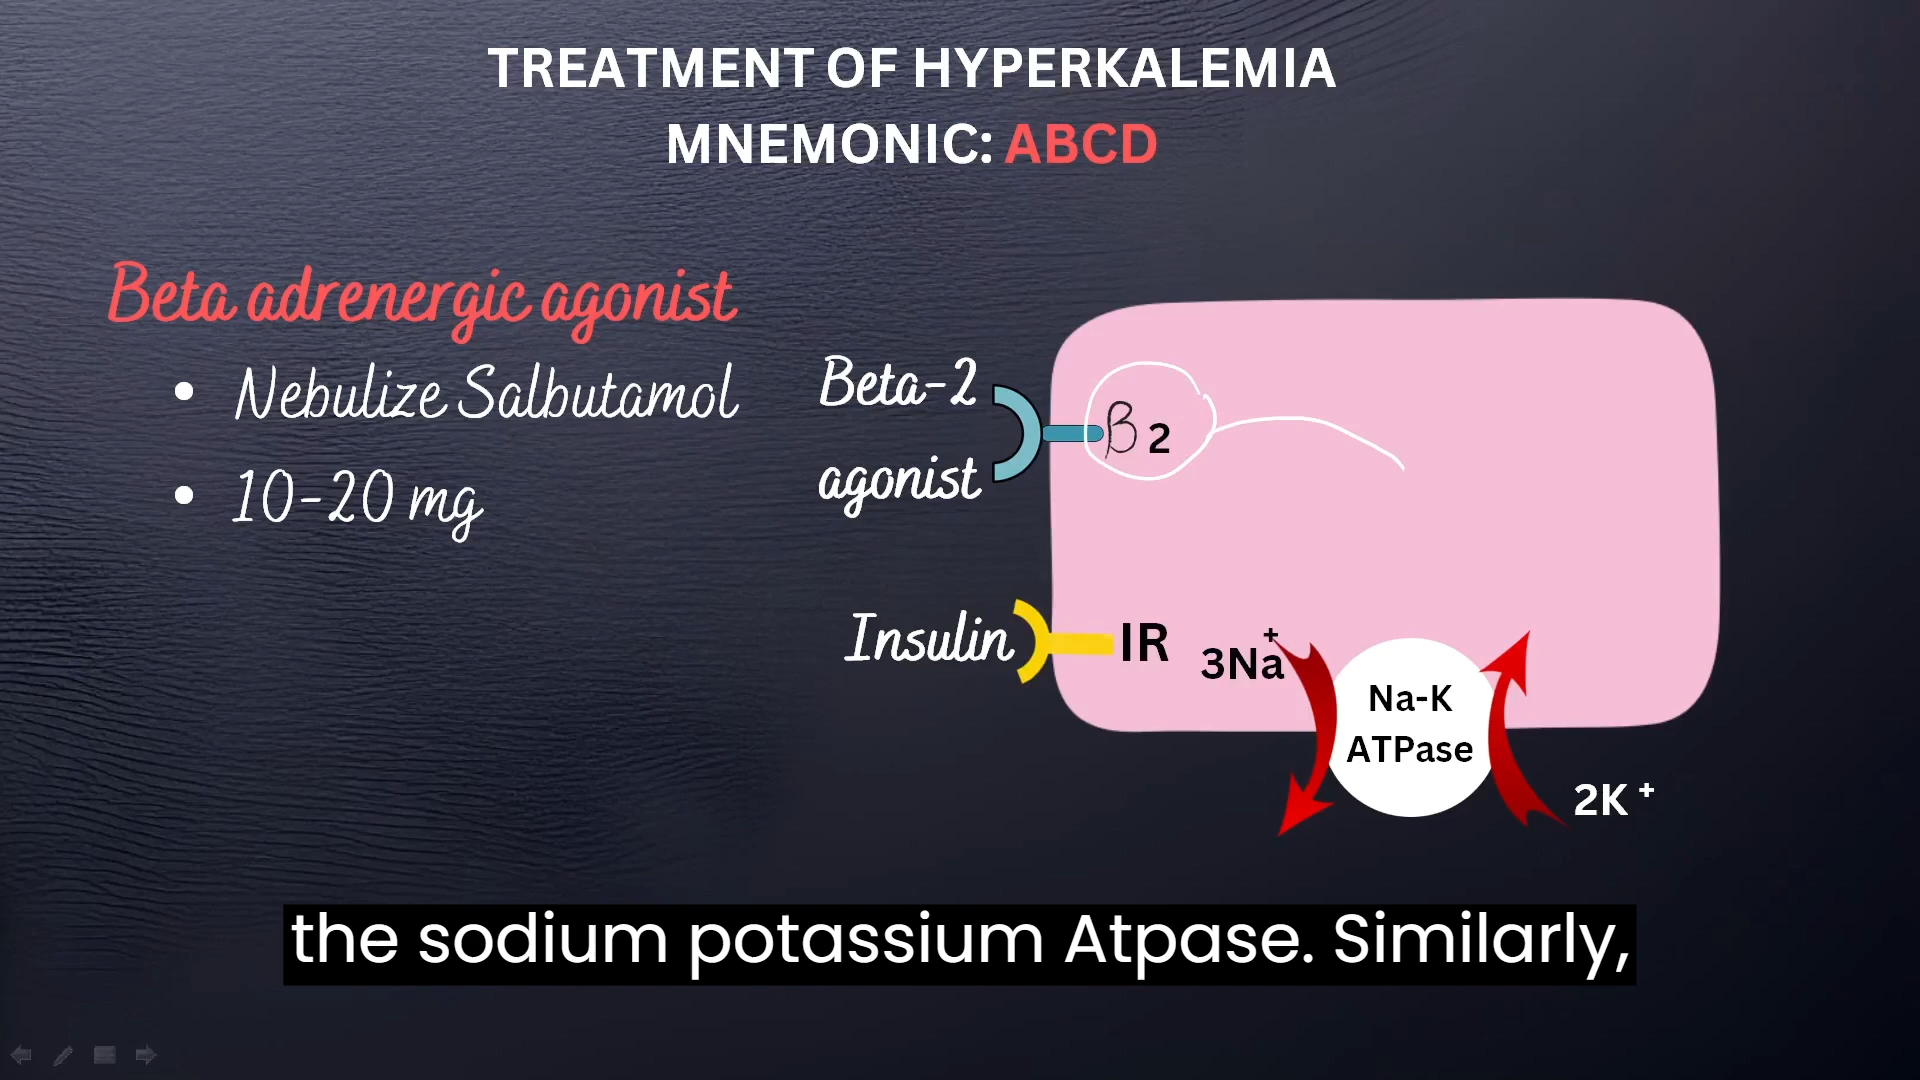 TREATMENT OF HYPERKALEMIA
MNEMONIC: ABCD
Beta adrenergic agonist
• Nebulize Salbutamol
• 10-20 mg
Beta-2
agonist
β 2
Insulin
IR
3Na+
Na-K
ATPase
2K +
the sodium potassium Atpase. Similarly,